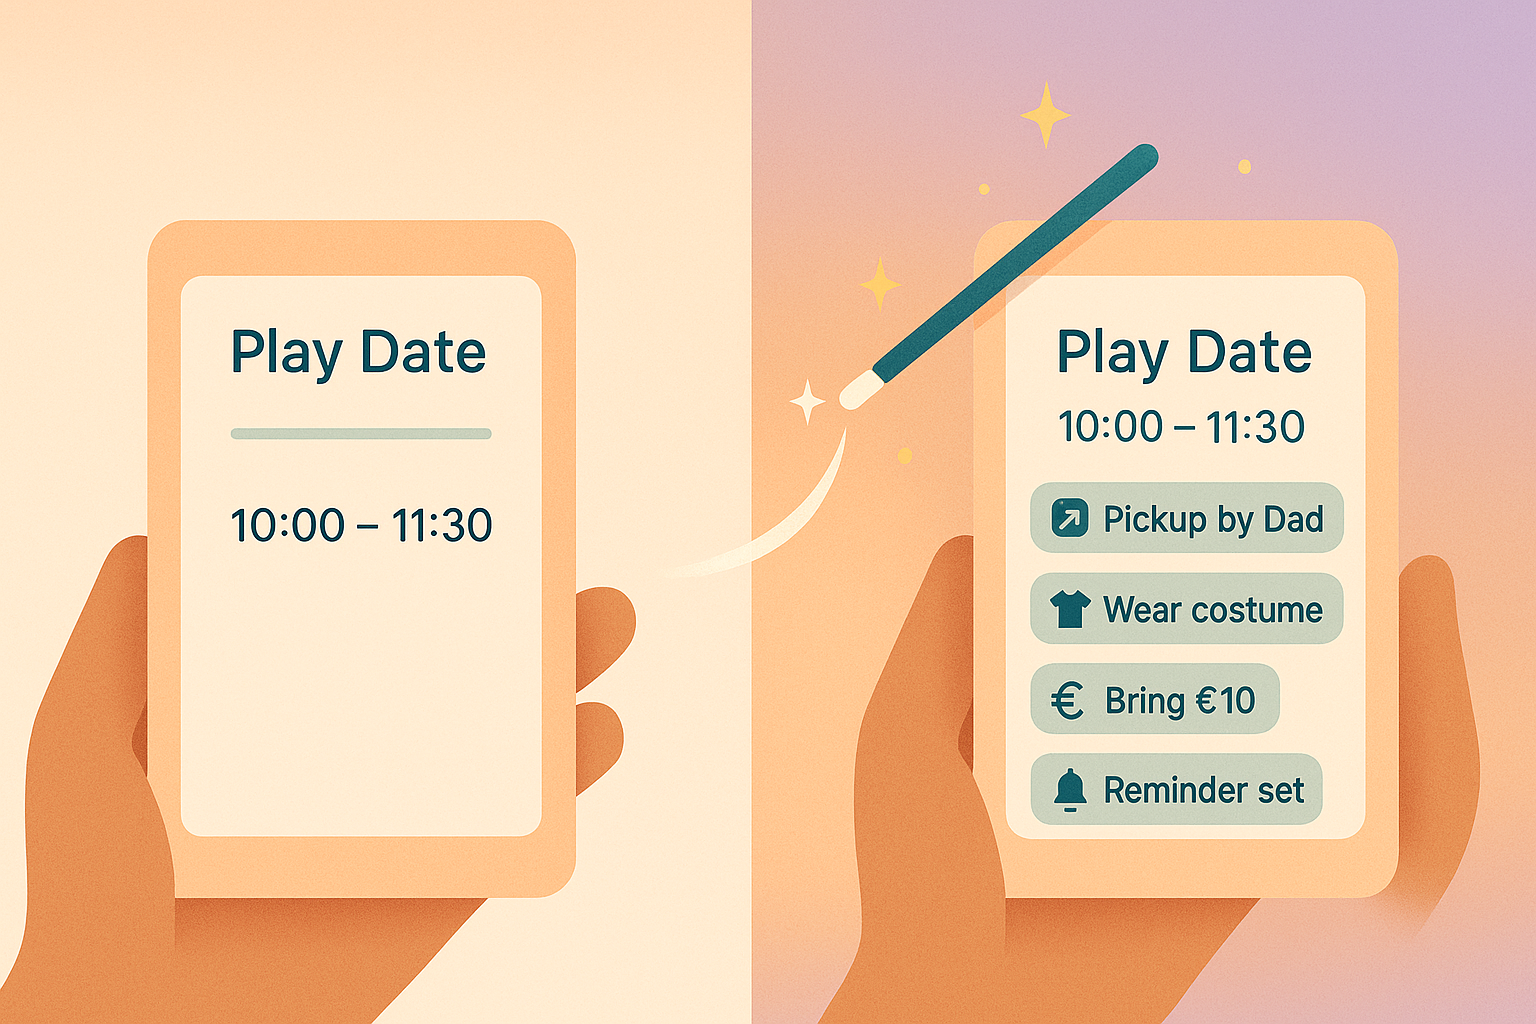 Play Date
10:00 – 11:30
Play Date
10:00 – 11:30
Pickup by Dad
Wear costume
€ Bring €10
Reminder set